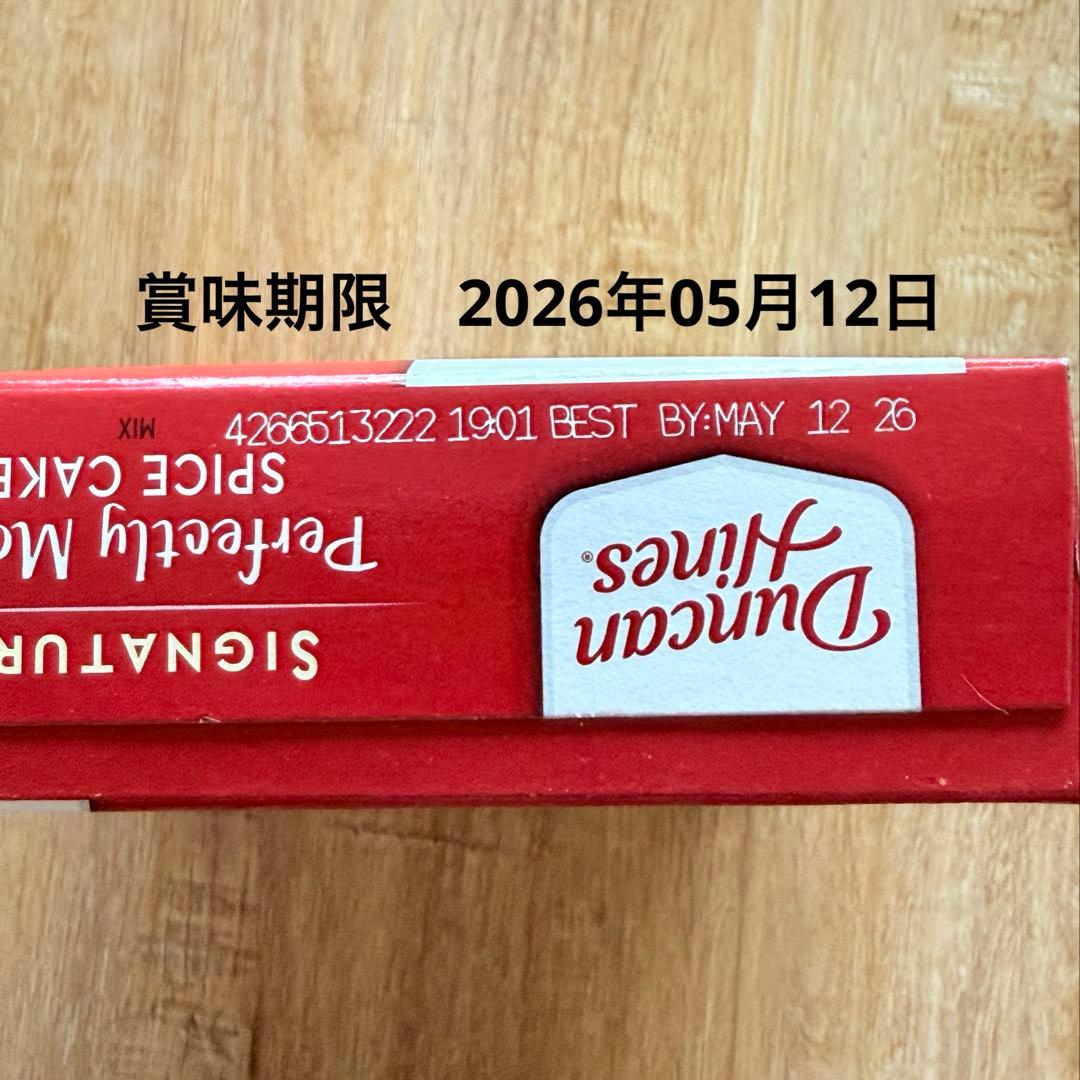 賞味期限　2026年05月12日
4266513222 19:01 BEST BY:MAY 12 26
Duncan
Hines®
SIGNATUR
Perfectly Mo
SPICE CAKE
MIX